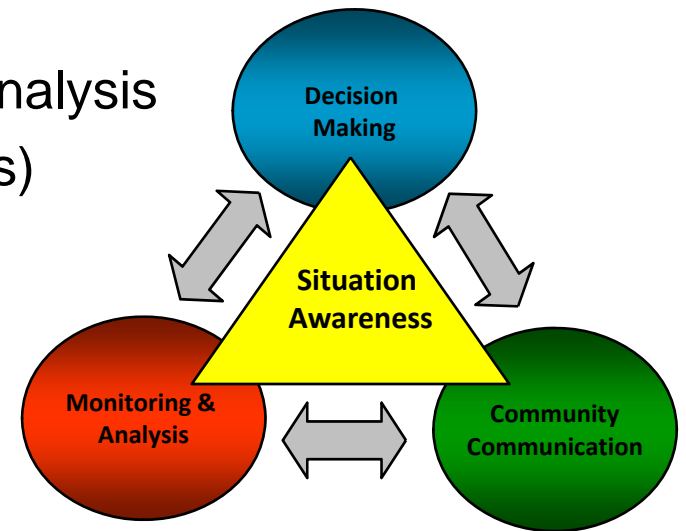 nalysis
s)
Decision
Making
Situation
Awareness
Monitoring &
Analysis
Community
Communication